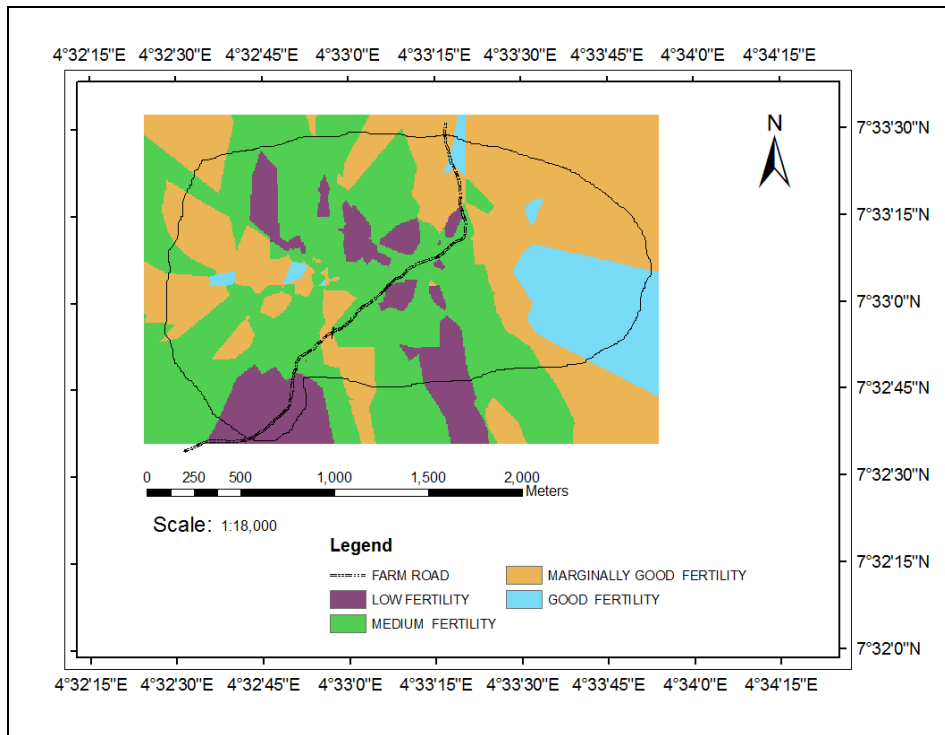 4°32'15"E 4°32'30"E 4°32'45"E 4°33'0"E 4°33'15"E 4°33'30"E 4°33'45"E 4°34'0"E 4°34'15"E
N
7°33'30"N
7°33'15"N
7°33'0"N
7°32'45"N
7°32'30"N
7°32'15"N
7°32'0"N
0 250 500 1,000 1,500 2,000
Meters
Scale: 1:18,000
Legend
FARM ROAD
LOW FERTILITY
MEDIUM FERTILITY
MARGINALLY GOOD FERTILITY
GOOD FERTILITY
4°32'15"E 4°32'30"E 4°32'45"E 4°33'0"E 4°33'15"E 4°33'30"E 4°33'45"E 4°34'0"E 4°34'15"E